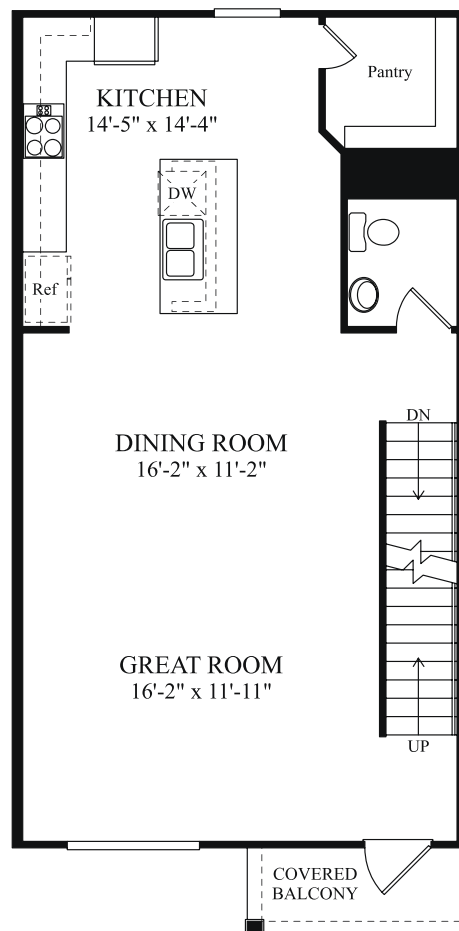 Pantry
KITCHEN
14'-5" x 14'-4"
DW
Ref
DN
DINING ROOM
16'-2" x 11'-2"
GREAT ROOM
16'-2" x 11'-11"
UP
COVERED
BALCONY